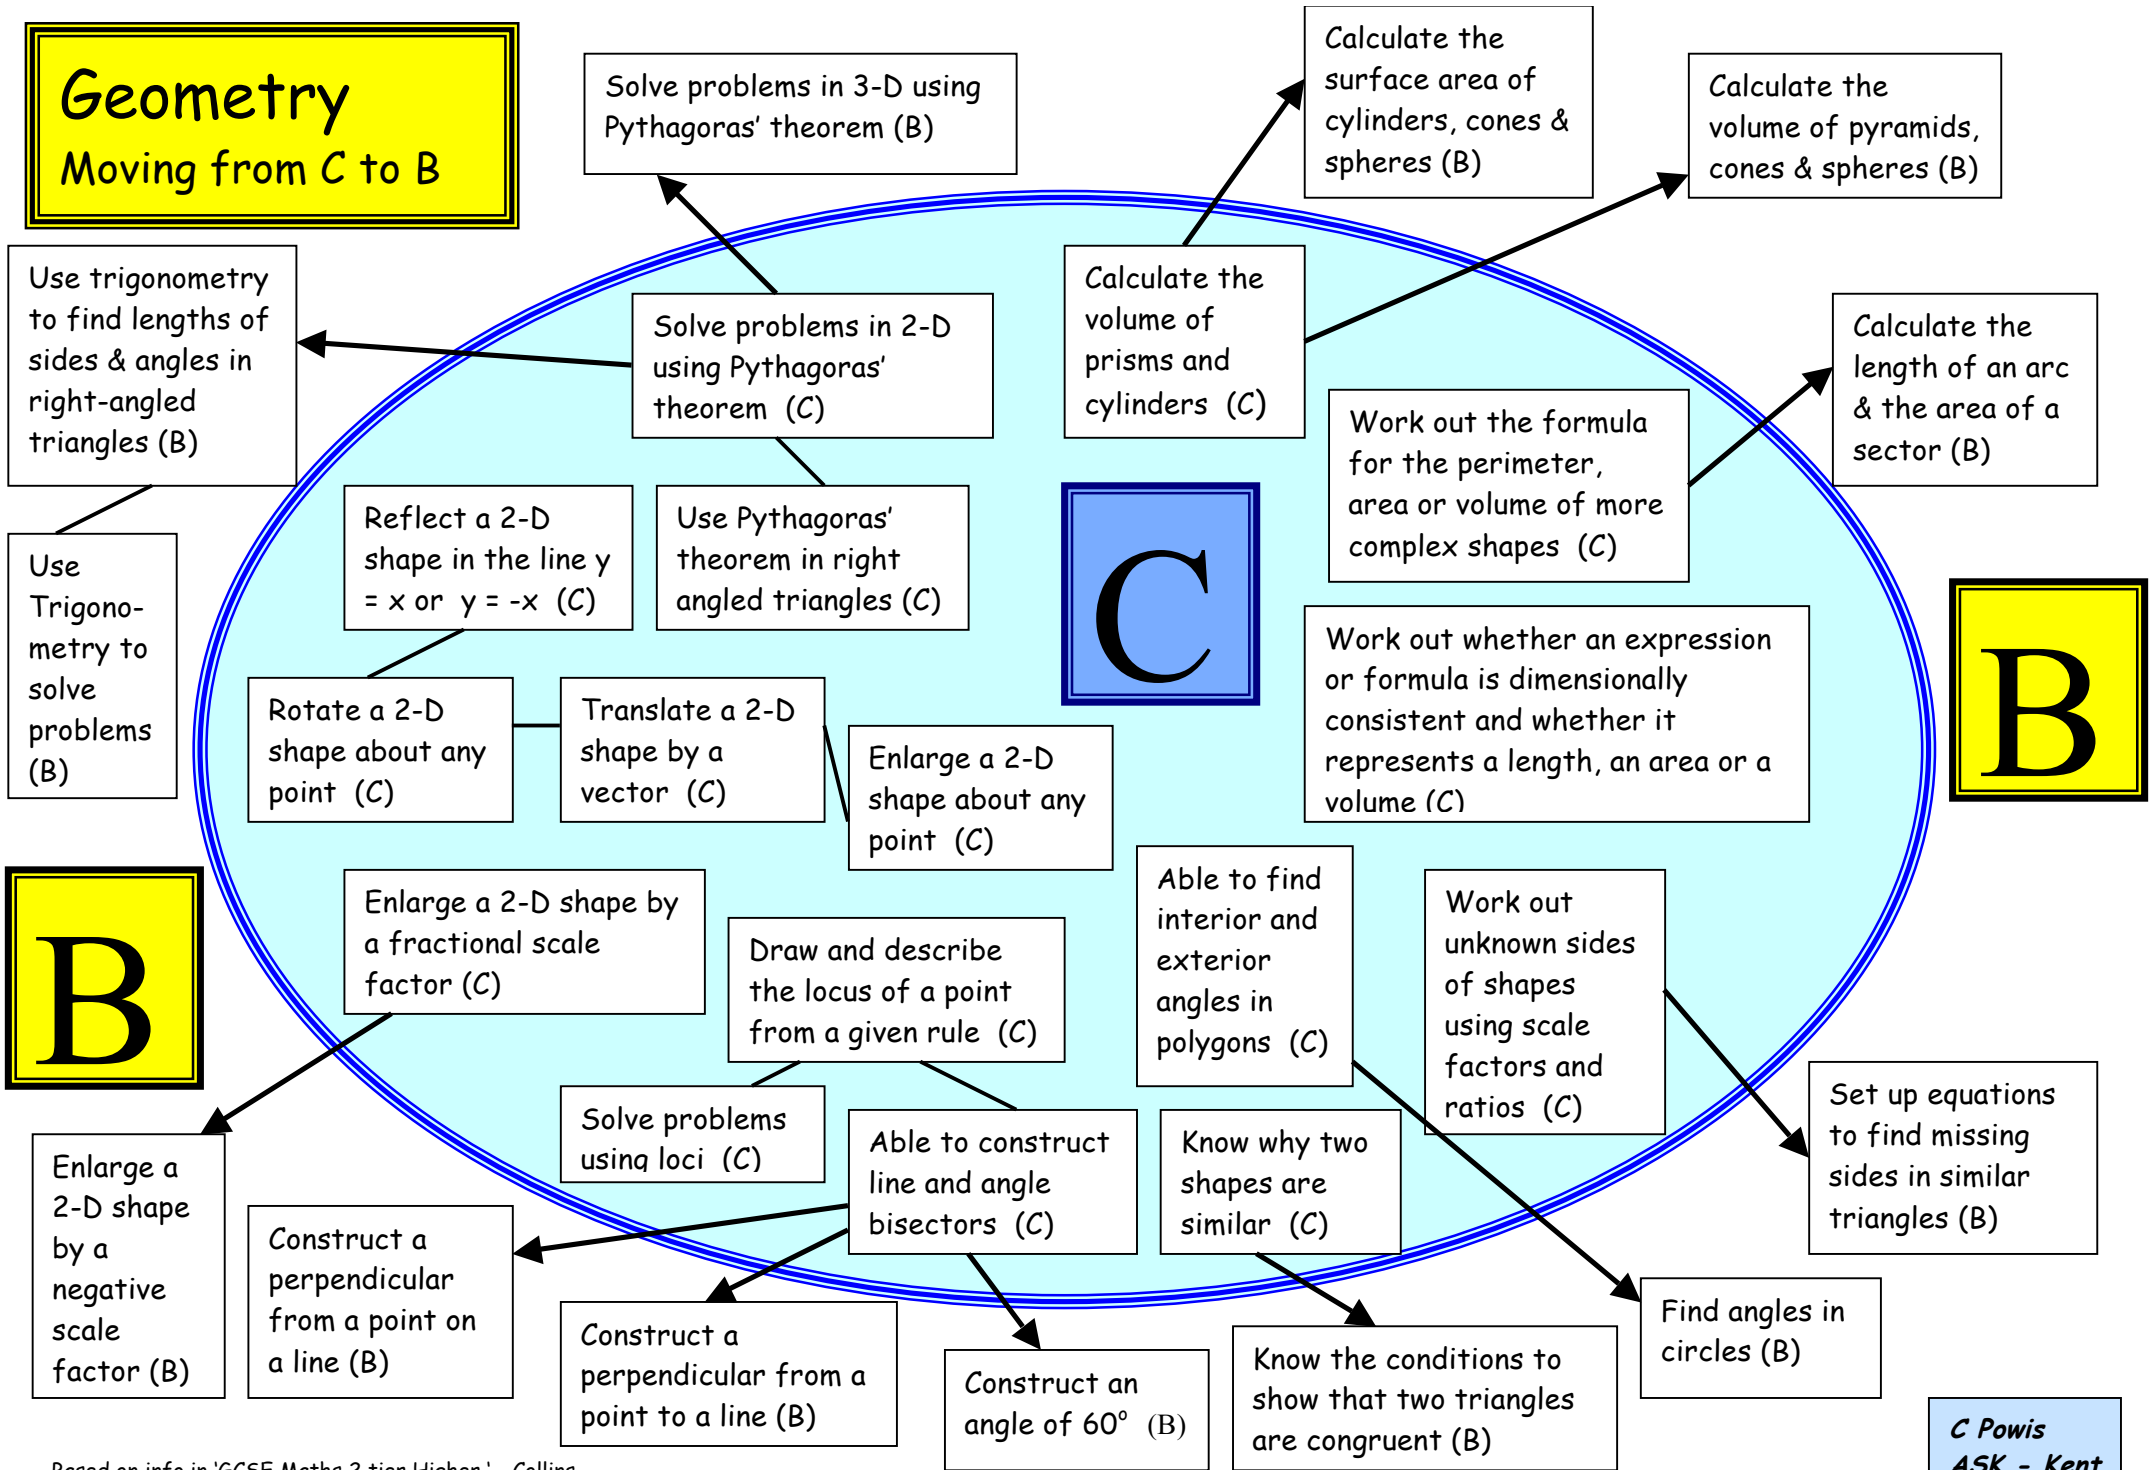 Geometry
Moving from C to B
Solve problems in 3-D using
Pythagoras' theorem (B)
Calculate the
surface area of
cylinders, cones &
spheres (B)
Calculate the
volume of pyramids,
cones & spheres (B)
Use trigonometry
to find lengths of
sides & angles in
right-angled
triangles (B)
Solve problems in 2-D
using Pythagoras'
theorem (C)
Calculate the
volume of
prisms and
cylinders (C)
Calculate the
length of an arc
& the area of a
sector (B)
Work out the formula
for the perimeter,
area or volume of more
complex shapes (C)
Use
Trigono-
metry to
solve
problems
(B)
Reflect a 2-D
shape in the line y
= x or y = -x (C)
Use Pythagoras'
theorem in right
angled triangles (C)
C
Work out whether an expression
or formula is dimensionally
consistent and whether it
represents a length, an area or a
volume (C)
B
Rotate a 2-D
shape about any
point (C)
Translate a 2-D
shape by a
vector (C)
Enlarge a 2-D
shape about any
point (C)
B
Enlarge a 2-D shape by
a fractional scale
factor (C)
Draw and describe
the locus of a point
from a given rule (C)
Able to find
interior and
exterior
angles in
polygons (C)
Work out
unknown sides
of shapes
using scale
factors and
ratios (C)
Set up equations
to find missing
sides in similar
triangles (B)
Solve problems
using loci (C)
Able to construct
line and angle
bisectors (C)
Know why two
shapes are
similar (C)
Enlarge a
2-D shape
by a
negative
scale
factor (B)
Construct a
perpendicular
from a point on
a line (B)
Construct a
perpendicular from a
point to a line (B)
Construct an
angle of 60° (B)
Know the conditions to
show that two triangles
are congruent (B)
Find angles in
circles (B)
C Powis
ASK - Kent
Based on info in 'GCSE Maths 2 tier Higher ' Collins